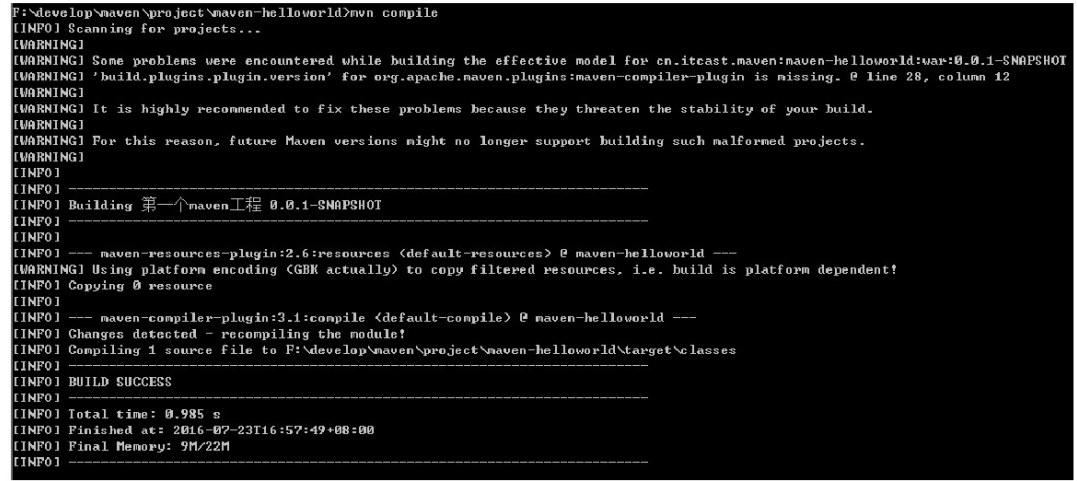 F:\develop\maven\project\maven-helloworld>mvn compile
[INFO] Scanning for projects...
[WARNING]
[WARNING] Some problems were encountered while building the effective model for cn.itcast.maven:maven-helloworld:war:0.0.1-SNAPSHOT
[WARNING] 'build.plugins.plugin.version' for org.apache.maven.plugins:maven-compiler-plugin is missing. @ line 28, column 12
[WARNING]
[WARNING] It is highly recommended to fix these problems because they threaten the stability of your build.
[WARNING]
[WARNING] For this reason, future Maven versions might no longer support building such malformed projects.
[WARNING]
[INFO]
[INFO] ------------------------------------------------------------------------
[INFO] Building 第一个maven工程 0.0.1-SNAPSHOT
[INFO] ------------------------------------------------------------------------
[INFO]
[INFO] --- maven-resources-plugin:2.6:resources (default-resources) @ maven-helloworld ---
[WARNING] Using platform encoding (GBK actually) to copy filtered resources, i.e. build is platform dependent!
[INFO] Copying 0 resource
[INFO]
[INFO] --- maven-compiler-plugin:3.1:compile (default-compile) @ maven-helloworld ---
[INFO] Changes detected - recompiling the module!
[INFO] Compiling 1 source file to F:\develop\maven\project\maven-helloworld\target\classes
[INFO] ------------------------------------------------------------------------
[INFO] BUILD SUCCESS
[INFO] ------------------------------------------------------------------------
[INFO] Total time: 0.985 s
[INFO] Finished at: 2016-07-23T16:57:49+08:00
[INFO] Final Memory: 9M/22M
[INFO] ------------------------------------------------------------------------